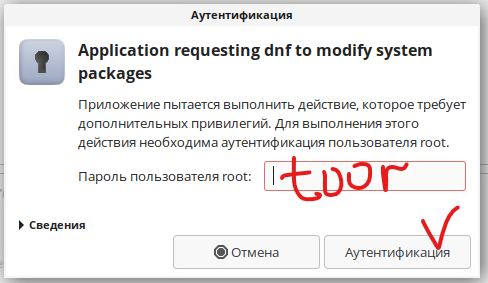 Аутентификация
Application requesting dnf to modify system
packages
Приложение пытается выполнить действие, которое требует
дополнительных привилегий. Для выполнения этого
действия необходима аутентификация пользователя root.
Пароль пользователя root: toor
Сведения
Отмена Аутентификация